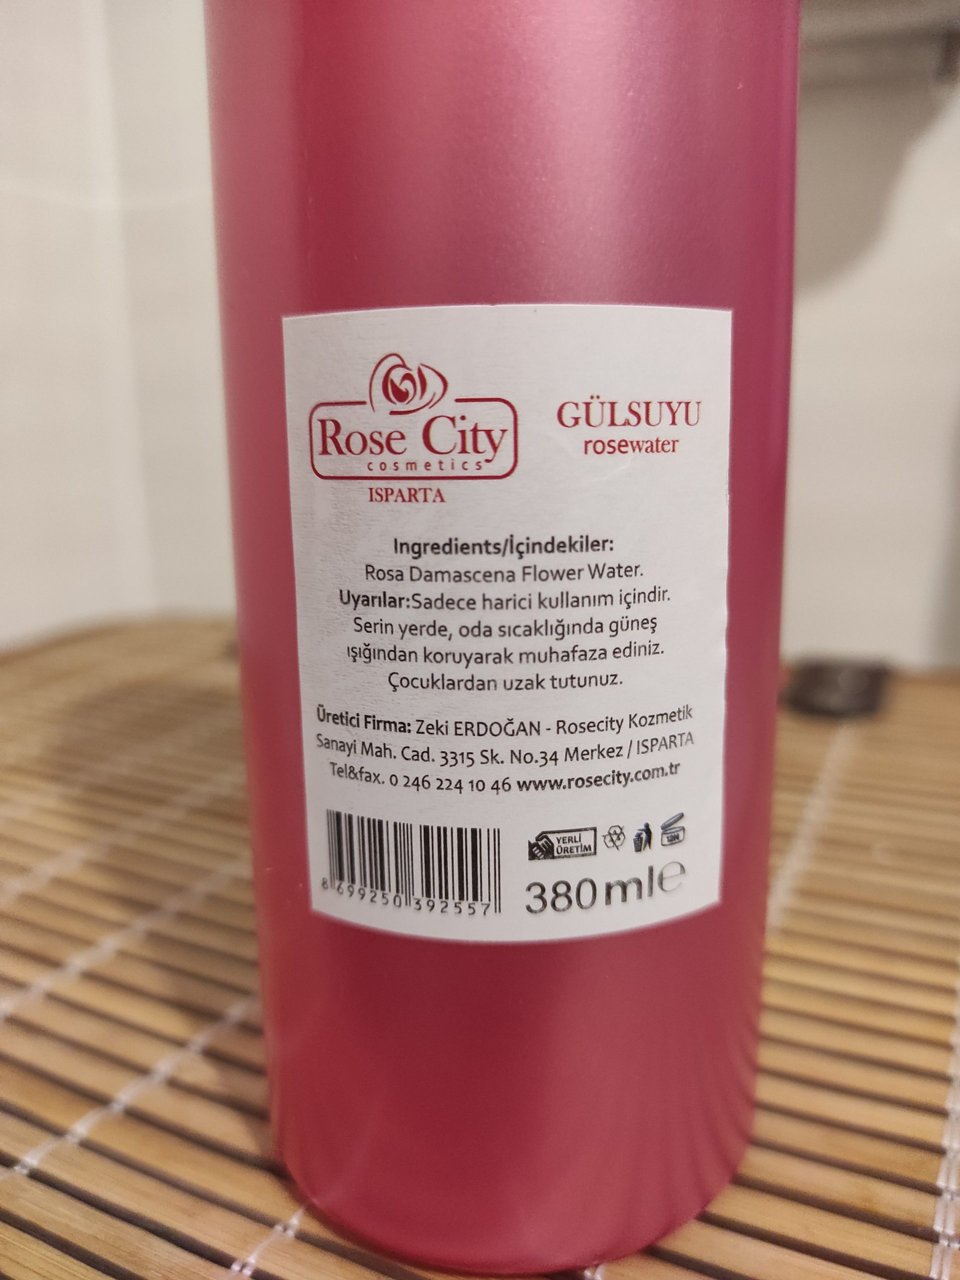 Rose City
cosmetics
ISPARTA
GÜLSUYU
rosewater
Ingredients/İçindekiler:
Rosa Damascena Flower Water.
Uyarılar:Sadece harici kullanım içindir.
Serin yerde, oda sıcaklığında güneş
ışığından koruyarak muhafaza ediniz.
Çocuklardan uzak tutunuz.
Üretici Firma: Zeki ERDOĞAN - Rosecity Kozmetik
Sanayi Mah. Cad. 3315 Sk. No.34 Merkez / ISPARTA
Tel&fax. 0 246 224 10 46 www.rosecity.com.tr
YERLİ
ÜRETİM
12M
8 699250 392557
380 ml e